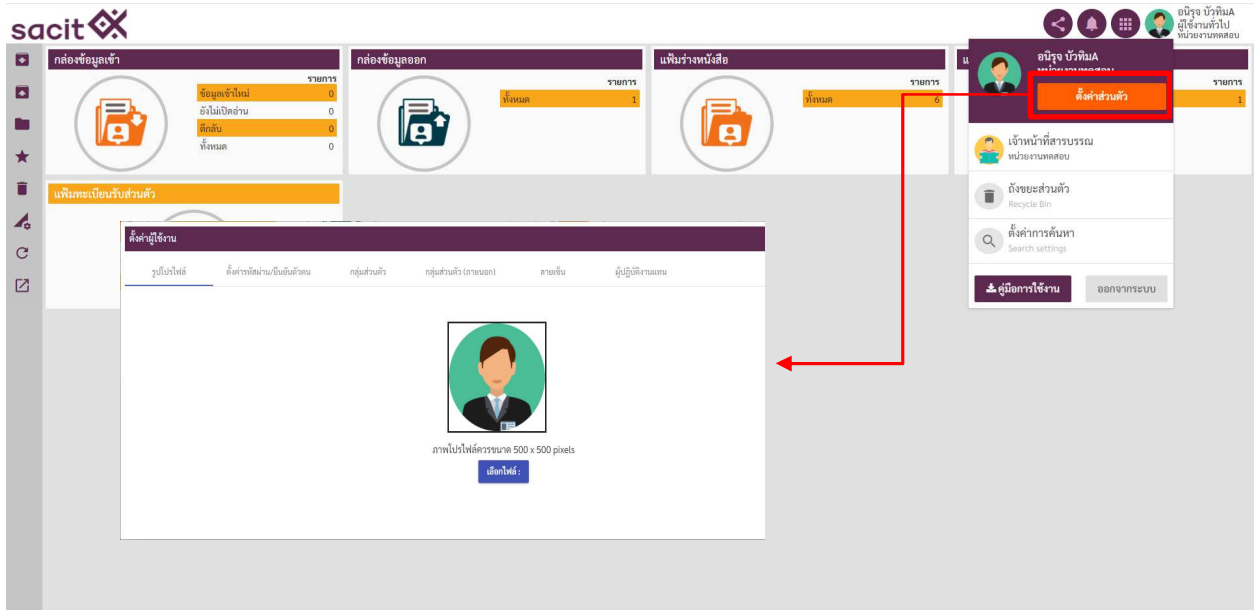 sacit
อนิรุจ บัวทิมA
ผู้ใช้งานทั่วไป
หน่วยงานทดสอบ
กล่องข้อมูลเข้า
รายการ
ข้อมูลเข้าใหม่ 0
ยังไม่เปิดอ่าน 0
ตีกลับ 0
ทั้งหมด 0
กล่องข้อมูลออก
รายการ
ทั้งหมด 1
แฟ้มร่างหนังสือ
รายการ
ทั้งหมด 6
แ
รายการ
1
อนิรุจ บัวทิมA
หน่วยงานทดสอบ
ตั้งค่าส่วนตัว
เจ้าหน้าที่สารบรรณ
หน่วยงานทดสอบ
ถังขยะส่วนตัว
Recycle Bin
ตั้งค่าการค้นหา
Search settings
คู่มือการใช้งาน
ออกจากระบบ
แฟ้มทะเบียนรับส่วนตัว
ตั้งค่าผู้ใช้งาน
รูปโปรไฟล์ ตั้งค่ารหัสผ่าน/ยืนยันตัวตน กลุ่มส่วนตัว กลุ่มส่วนตัว (ภายนอก) ลายเซ็น ผู้ปฏิบัติงานแทน
ภาพโปรไฟล์ควรขนาด 500 x 500 pixels
เลือกไฟล์ :